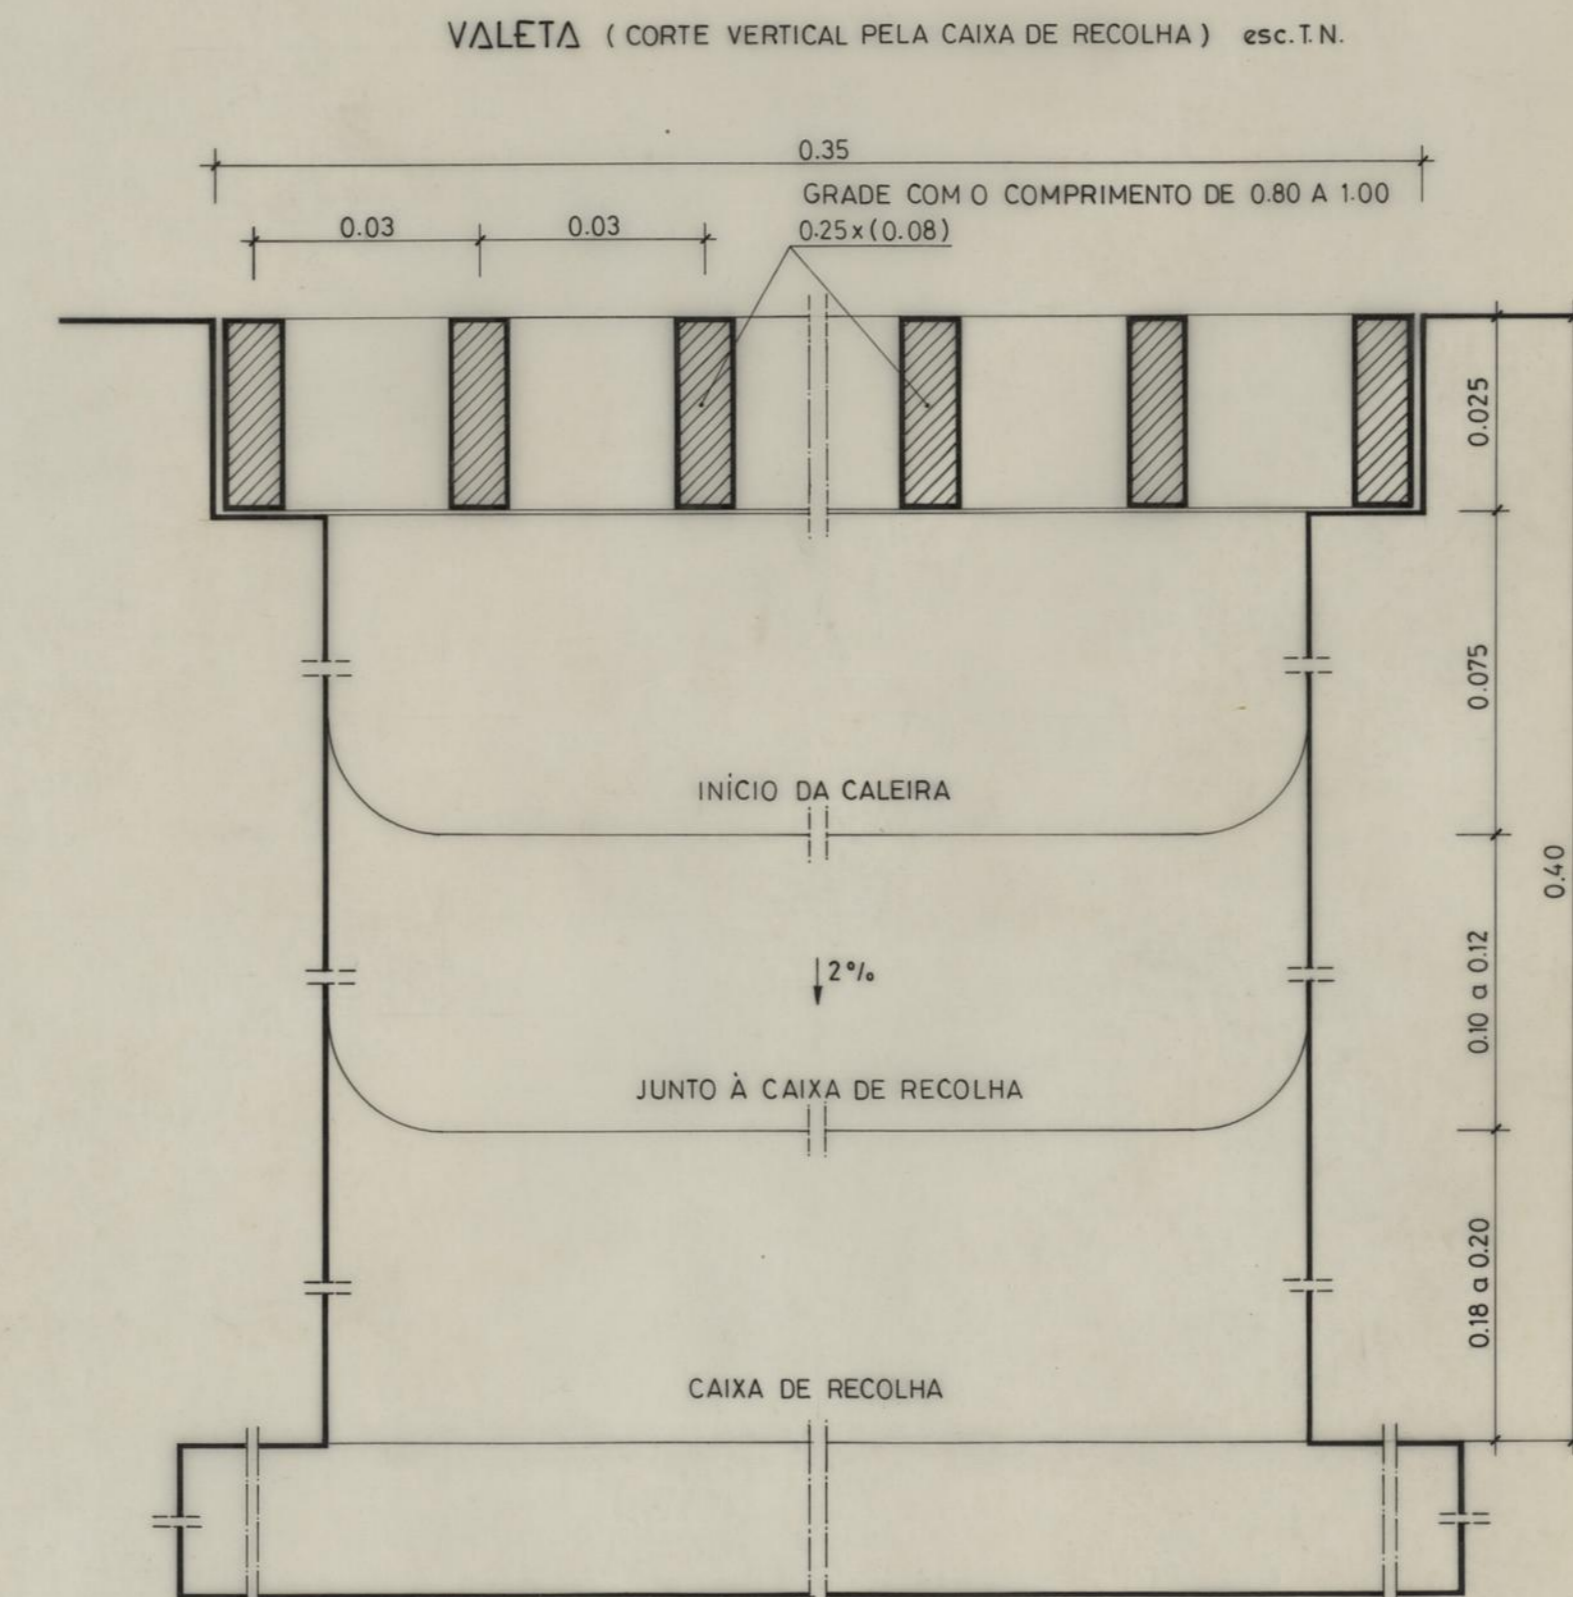 VALETA (CORTE VERTICAL PELA CAIXA DE RECOLHA) esc.T.N.
0.35
GRADE COM O COMPRIMENTO DE 0.80 A 1.00
0.03 0.03 0.25x(0.08)
0.025
0.075
INÍCIO DA CALEIRA
0.40
2%
0.10 a 0.12
JUNTO À CAIXA DE RECOLHA
0.18 a 0.20
CAIXA DE RECOLHA